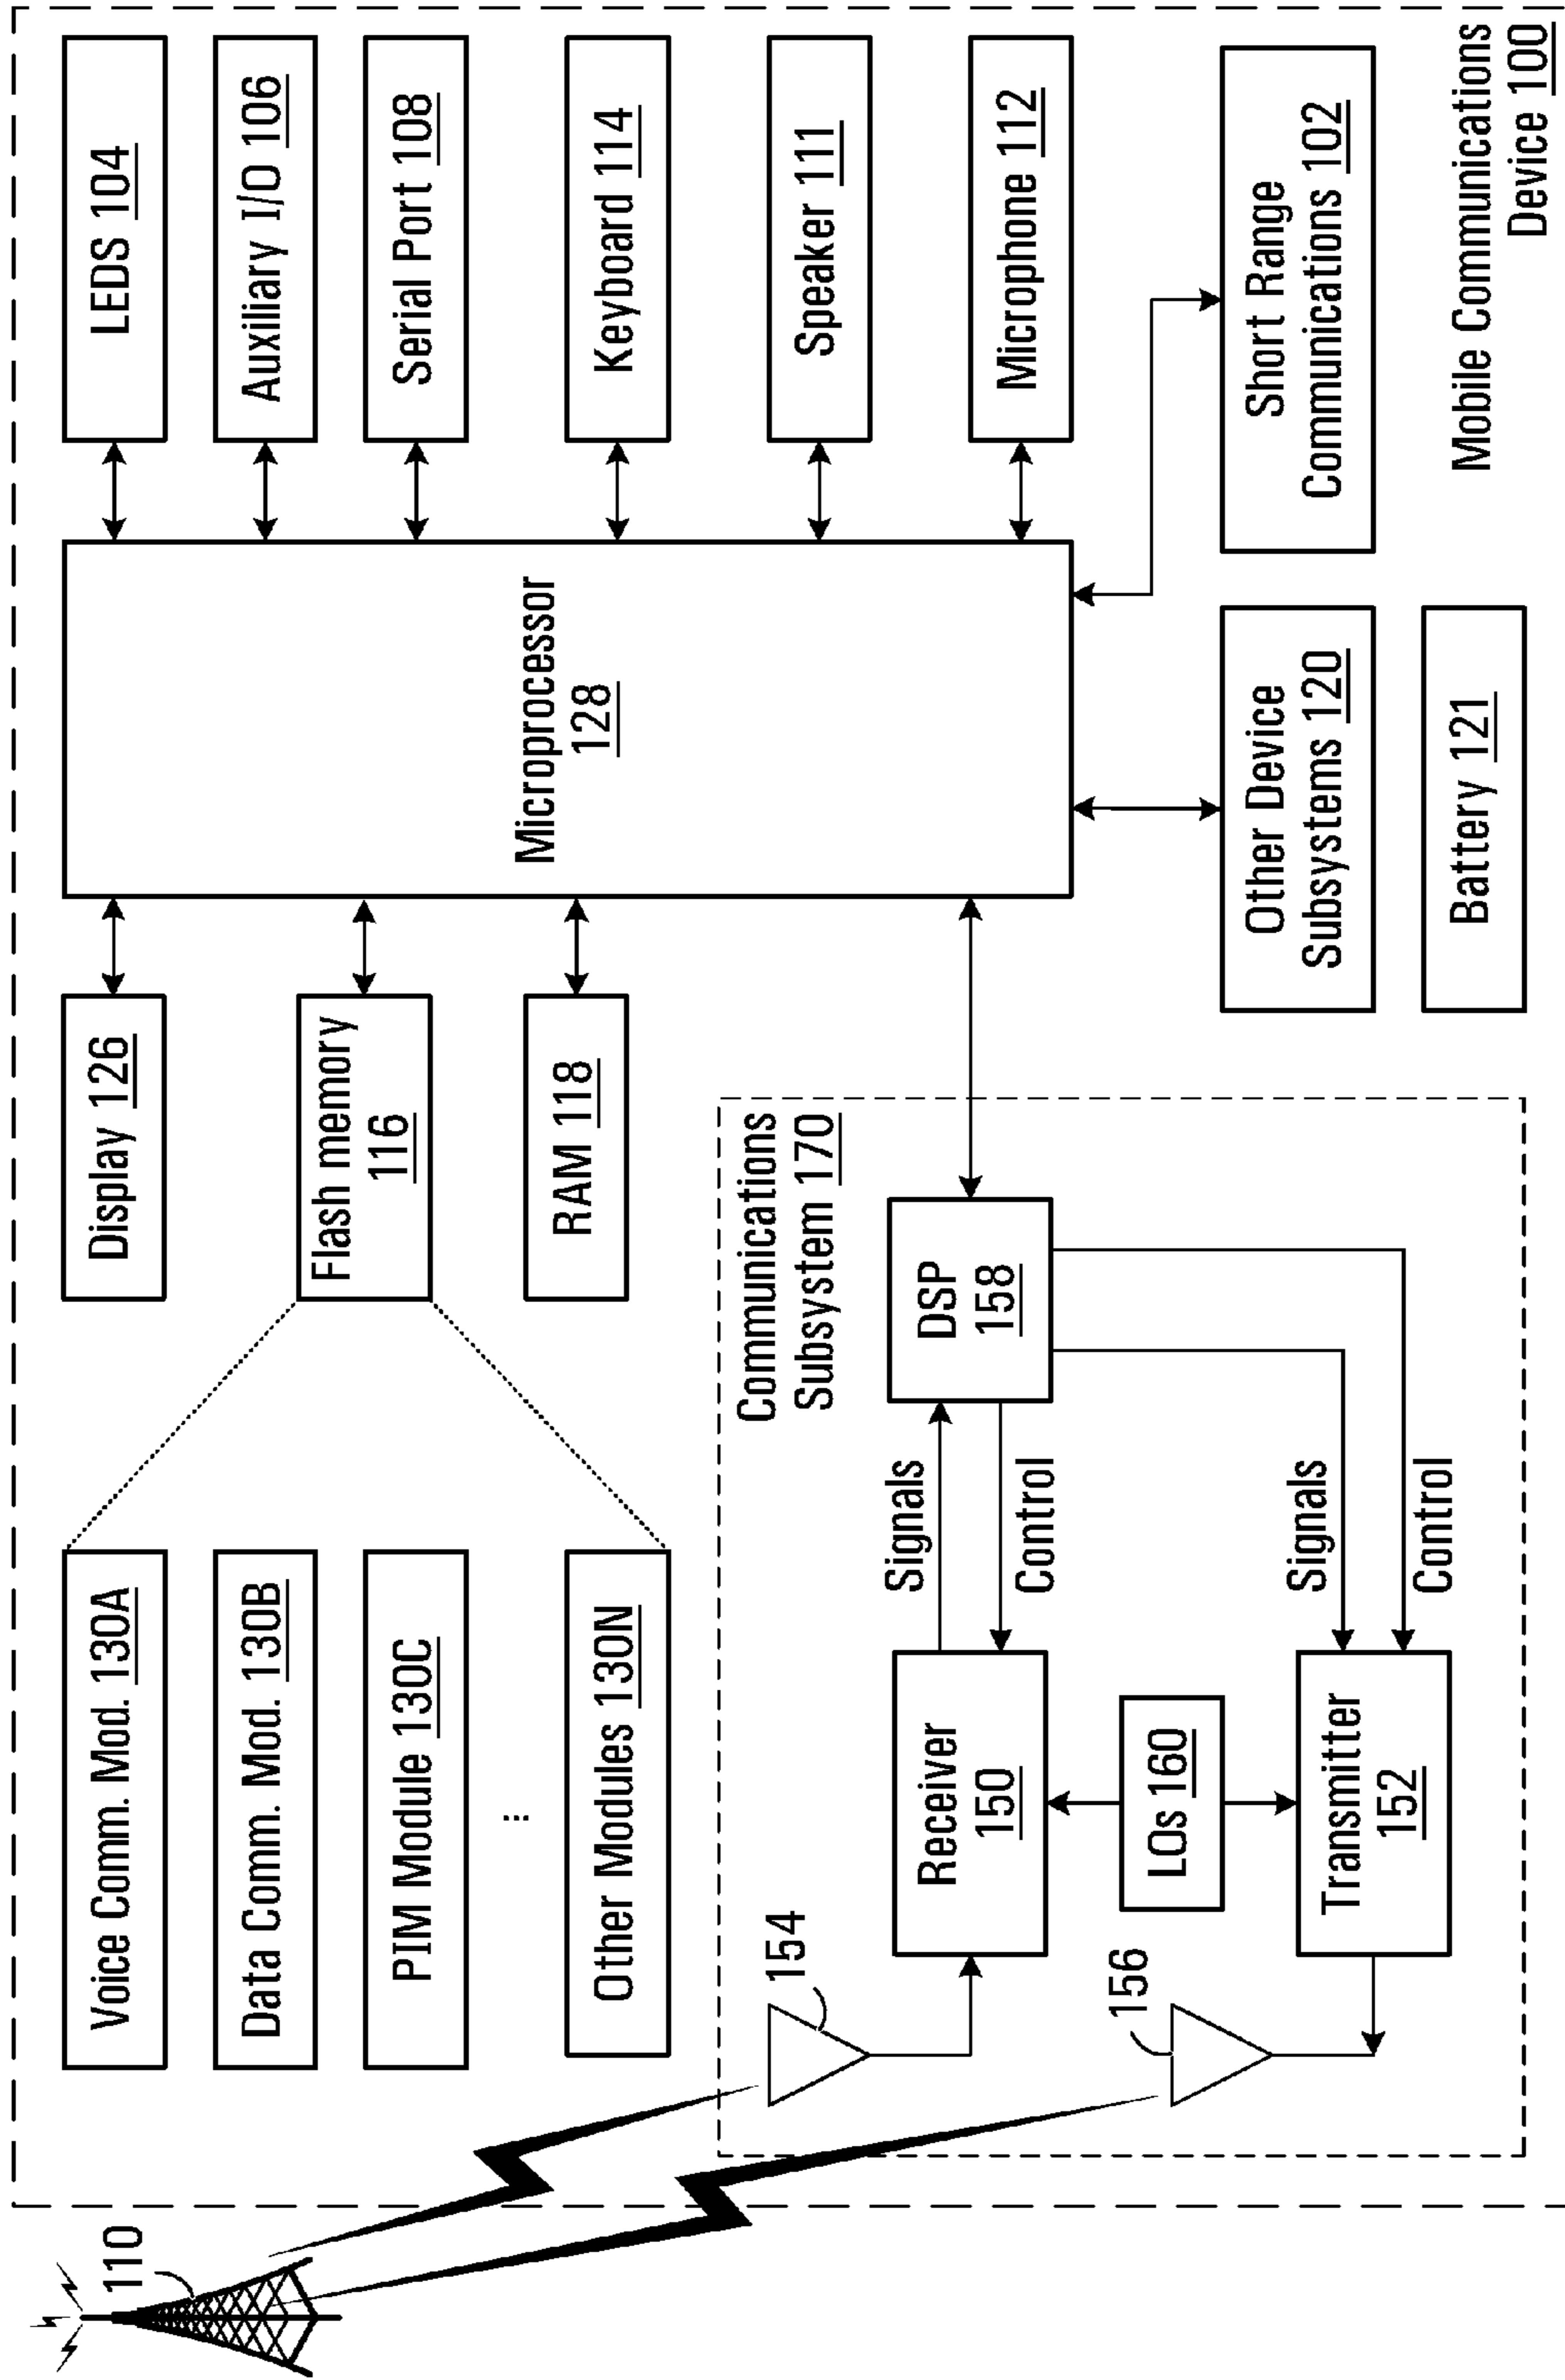 110
Voice Comm. Mod. 130A
Data Comm. Mod. 130B
PIM Module 130C
...
Other Modules 130N
Display 126
Flash memory
116
RAM 118
Microprocessor
128
LEDS 104
Auxiliary I/O 106
Serial Port 108
Keyboard 114
Speaker 111
Microphone 112
Communications
Subsystem 170
154
Receiver
150
Signals
Control
DSP
158
LOs 160
156
Transmitter
152
Signals
Control
Other Device
Subsystems 120
Battery 121
Short Range
Communications 102
Mobile Communications
Device 100